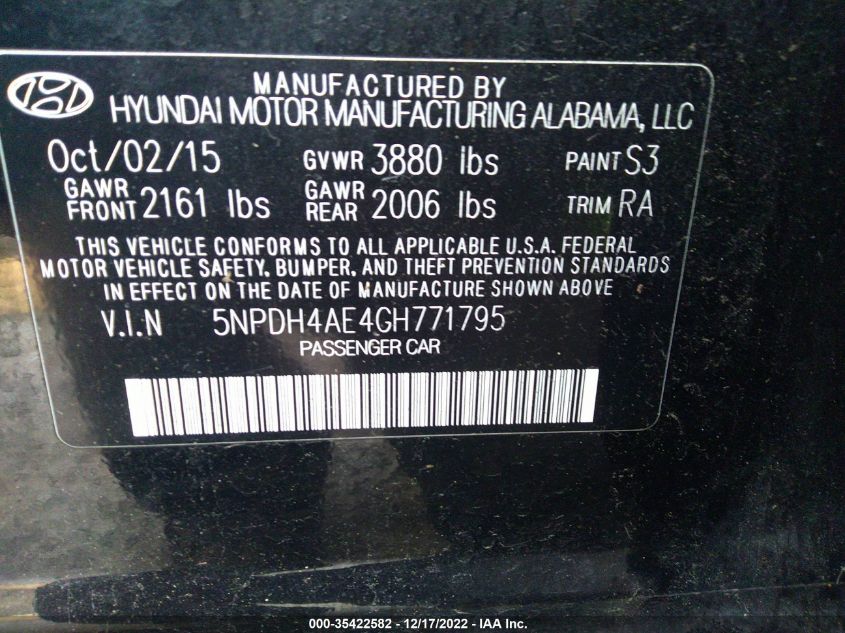 MANUFACTURED BY
HYUNDAI MOTOR MANUFACTURING ALABAMA, LLC
Oct/02/15 GVWR 3880 lbs PAINT S3
GAWR FRONT 2161 lbs GAWR REAR 2006 lbs TRIM RA
THIS VEHICLE CONFORMS TO ALL APPLICABLE U.S.A. FEDERAL
MOTOR VEHICLE SAFETY, BUMPER, AND THEFT PREVENTION STANDARDS
IN EFFECT ON THE DATE OF MANUFACTURE SHOWN ABOVE
V.I.N 5NPDH4AE4GH771795
PASSENGER CAR
000-35422582 - 12/17/2022 - IAA Inc.